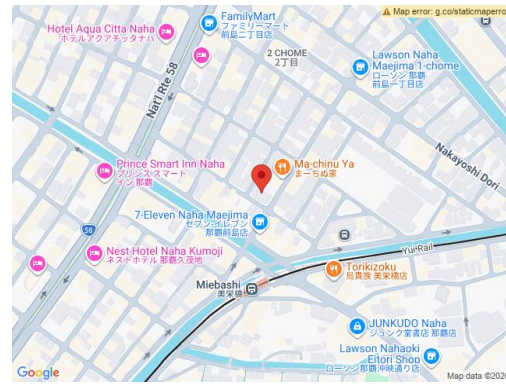 Map error: g.co/staticmaperro
Hotel Aqua Citta Naha
ホテルアクアチッタナハ
FamilyMart
ファミリーマート
前島二丁目店
2 CHOME
2丁目
Lawson Naha
Maejima 1-chome
ローソン 那覇
前島一丁目店
Nat'l Rte 58
Nakayoshi Dori
Prince Smart Inn Naha
プリンス スマート
イン 那覇
Ma-chinu Ya
まーちぬ家
7-Eleven Naha Maejima
セブン-イレブン
那覇前島店
58
Nest Hotel Naha Kumoji
ネストホテル 那覇久茂地
Yui Rail
Torikizoku
鳥貴族 美栄橋店
Miebashi
美栄橋
JUNKUDO Naha
ジュンク堂書店 那覇店
Lawson Nahaoki
Eitori Shop
ローソン那覇沖映通り店
Google
Map data ©2026